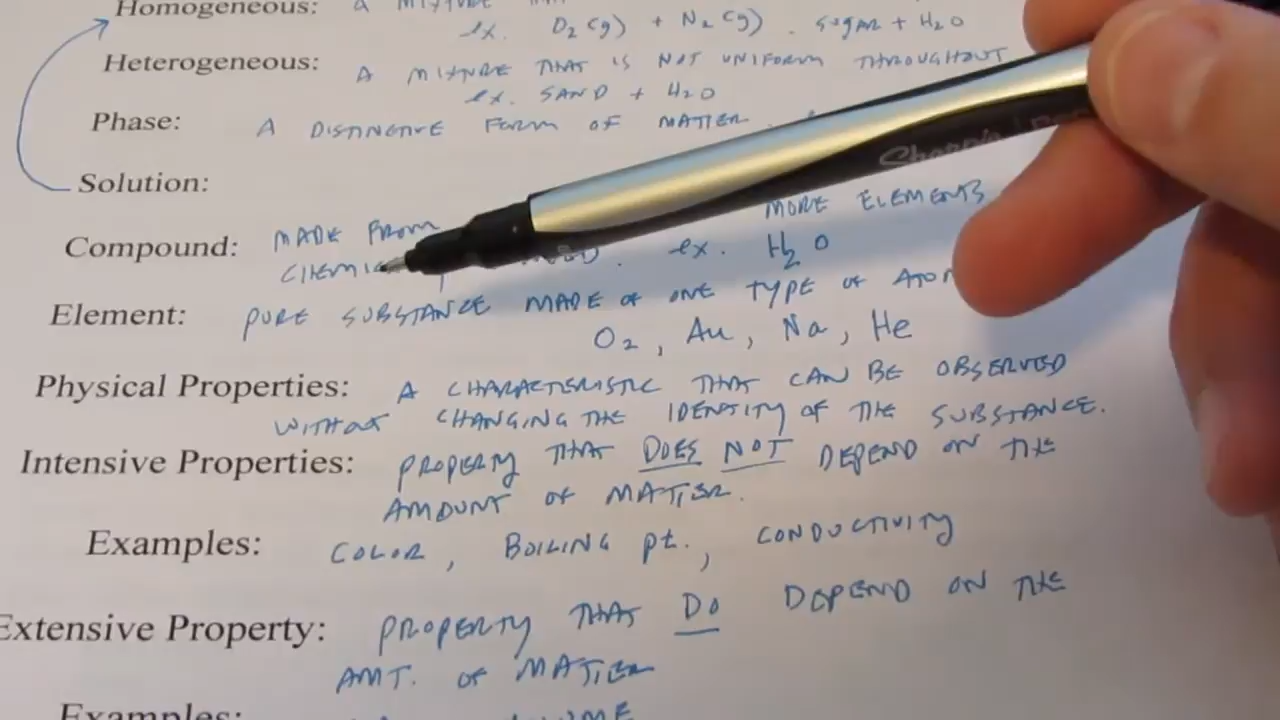 Homogeneous: A MIXTURE
ex. O2 (g) + N2 (g) . SUGAR + H2O
Heterogeneous: A MIXTURE THAT IS NOT UNIFORM THROUGHOUT
ex. SAND + H2O
Phase: A DISTINCTIVE FORM OF MATTER.
Solution:
Compound: MADE FROM MORE ELEMENTS
ex. H2O
Element: PURE SUBSTANCE MADE OF ONE TYPE OF
O2, Au, Na, He
Physical Properties: A CHARACTERISTIC THAT CAN BE OBSERVED
WITHOUT CHANGING THE IDENTITY OF THE SUBSTANCE.
Intensive Properties: PROPERTY THAT DOES NOT DEPEND ON THE
AMOUNT OF MATTER.
Examples: COLOR, BOILING pt., CONDUCTIVITY
Extensive Property: PROPERTY THAT DO DEPEND ON THE
AMT. OF MATTER
Examples:
Sharpie